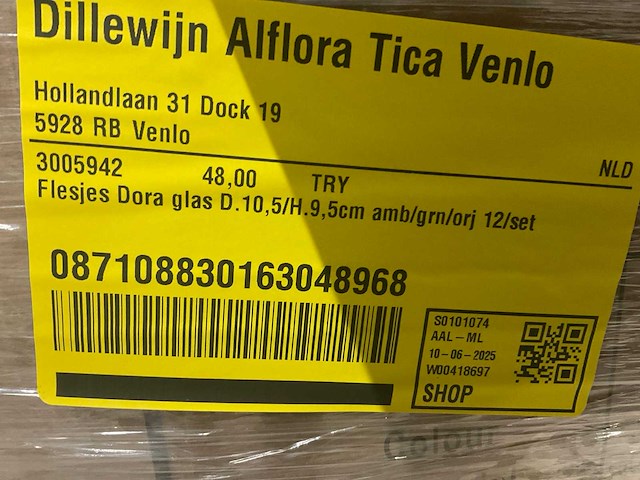 Dillewijn Alflora Tica Venlo
Hollandlaan 31 Dock 19
5928 RB Venlo
NLD
3005942 48,00 TRY
Flesjes Dora glas D.10,5/H.9,5cm amb/grn/orj 12/set
087108830163048968
S0101074
AAL-ML
10-06-2025
W00418697
SHOP
Colour